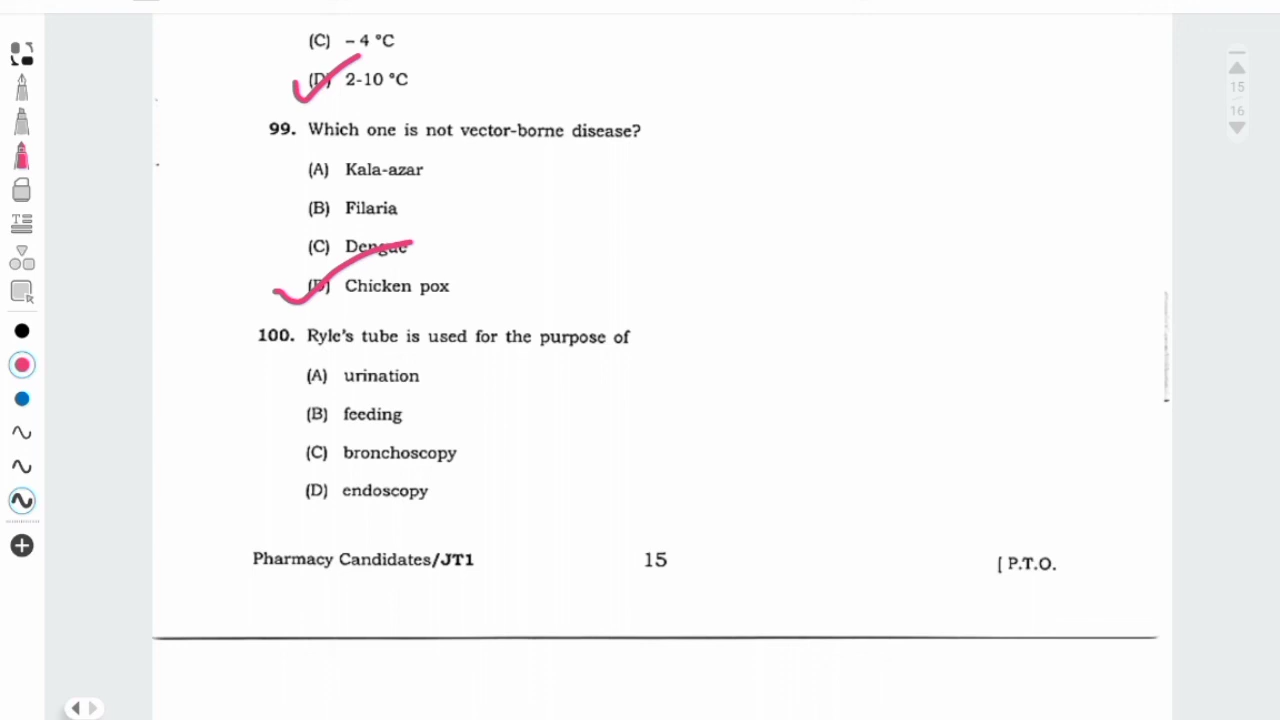 (C) – 4 °C
(D) 2-10 °C
99. Which one is not vector-borne disease?
(A) Kala-azar
(B) Filaria
(C) Dengue
(D) Chicken pox
100. Ryle's tube is used for the purpose of
(A) urination
(B) feeding
(C) bronchoscopy
(D) endoscopy
Pharmacy Candidates/JT1 15 [ P.T.O.
15
16